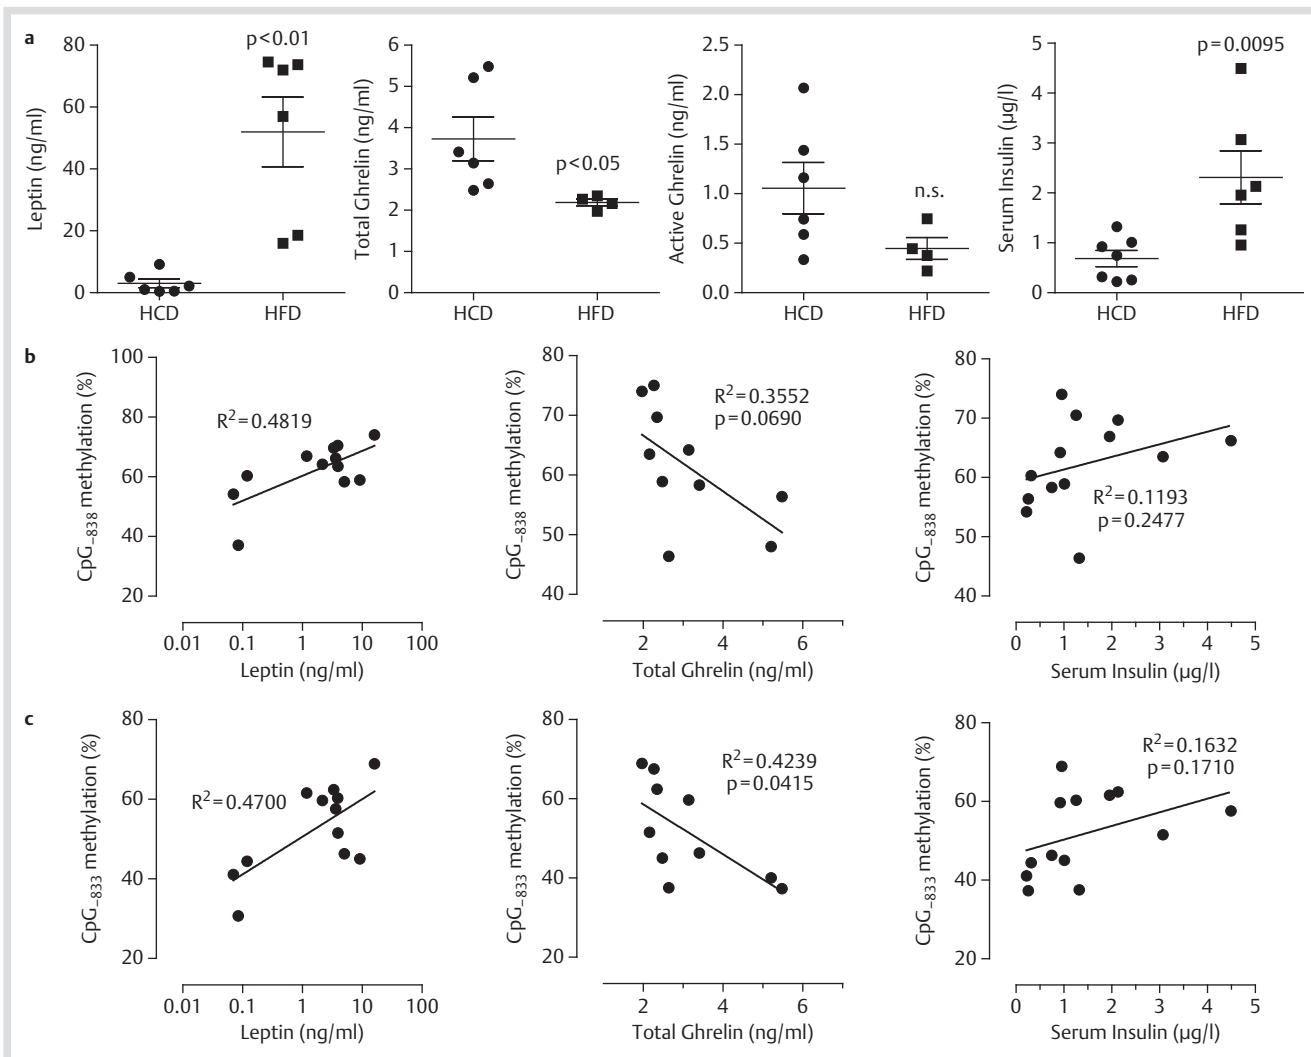 a
Leptin (ng/ml)
80
60
40
20
0
p<0.01
HCD
HFD
Total Ghrelin (ng/ml)
6
5
4
3
2
1
0
p<0.05
HCD
HFD
Active Ghrelin (ng/ml)
2.5
2.0
1.5
1.0
0.5
0.0
n.s.
HCD
HFD
Serum Insulin (µg/l)
5
4
3
2
1
0
p=0.0095
HCD
HFD
b
CpG₋₈₃₈ methylation (%)
100
80
60
40
20
R²=0.4819
0.01
0.1
1
10
100
Leptin (ng/ml)
CpG₋₈₃₈ methylation (%)
80
70
60
50
40
R²=0.3552
p=0.0690
2
4
6
Total Ghrelin (ng/ml)
CpG₋₈₃₈ methylation (%)
80
70
60
50
40
R²=0.1193
p=0.2477
0
1
2
3
4
5
Serum Insulin (µg/l)
c
CpG₋₈₃₃ methylation (%)
80
60
40
20
R²=0.4700
0.01
0.1
1
10
100
Leptin (ng/ml)
CpG₋₈₃₃ methylation (%)
80
60
40
20
R²=0.4239
p=0.0415
2
4
6
Total Ghrelin (ng/ml)
CpG₋₈₃₃ methylation (%)
80
60
40
20
R²=0.1632
p=0.1710
0
1
2
3
4
5
Serum Insulin (µg/l)